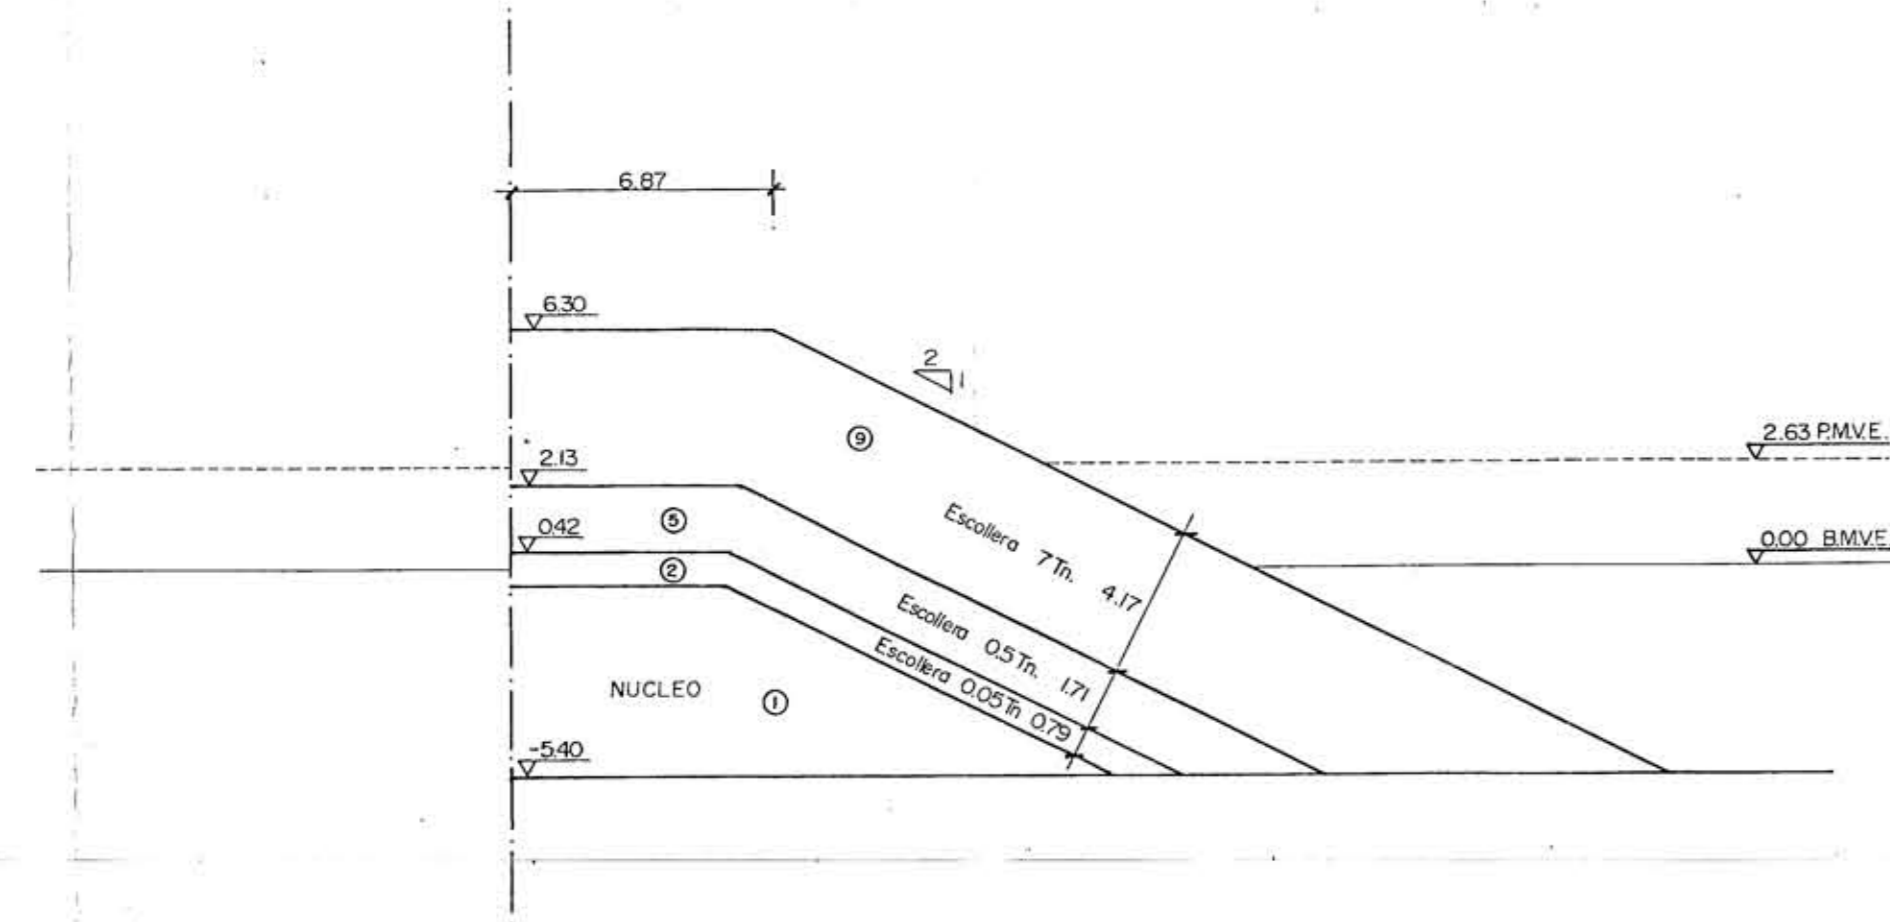 6.87
6.30
2
1
2.63 P.M.V.E.
9
2.13
5
0.42
Escollera 7 Tn. 4.17
0.00 B.M.V.E.
2
Escollera 0.5 Tn. 1.71
Escollera 0.05 Tn 0.79
NUCLEO
1
-5.40